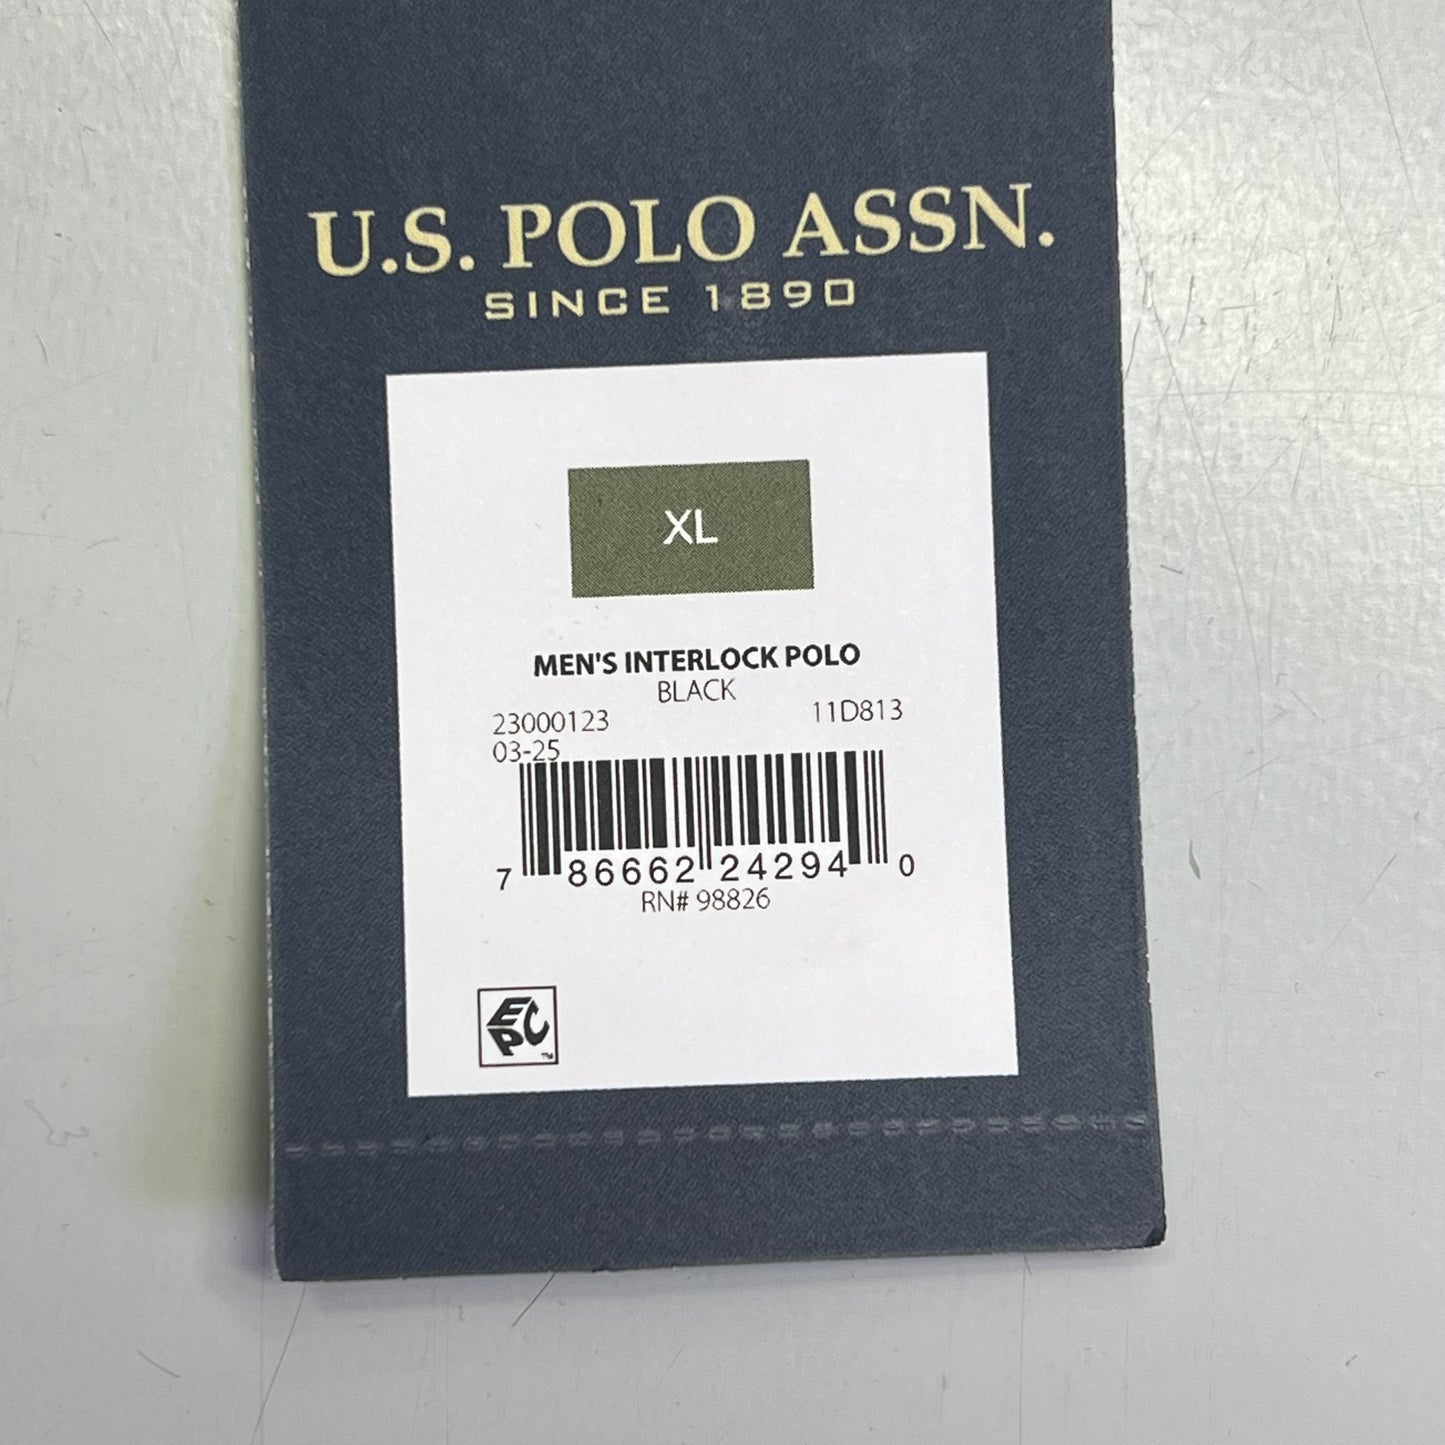 U.S. POLO ASSN.
SINCE 1890
XL
MEN'S INTERLOCK POLO
BLACK
23000123 11D813
03-25
7 86662 24294 0
RN# 98826
EPC™